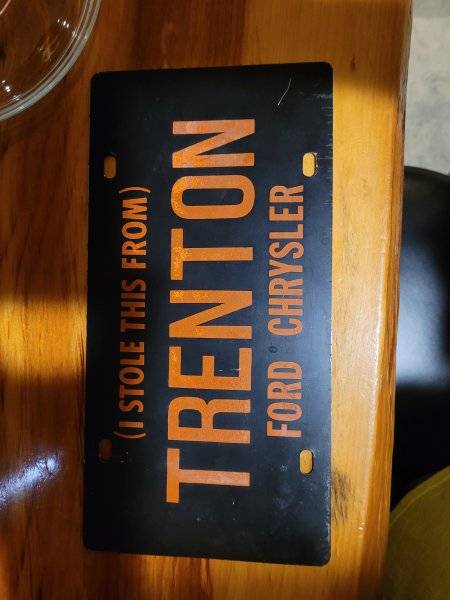 (I STOLE THIS FROM)
TRENTON
FORD CHRYSLER